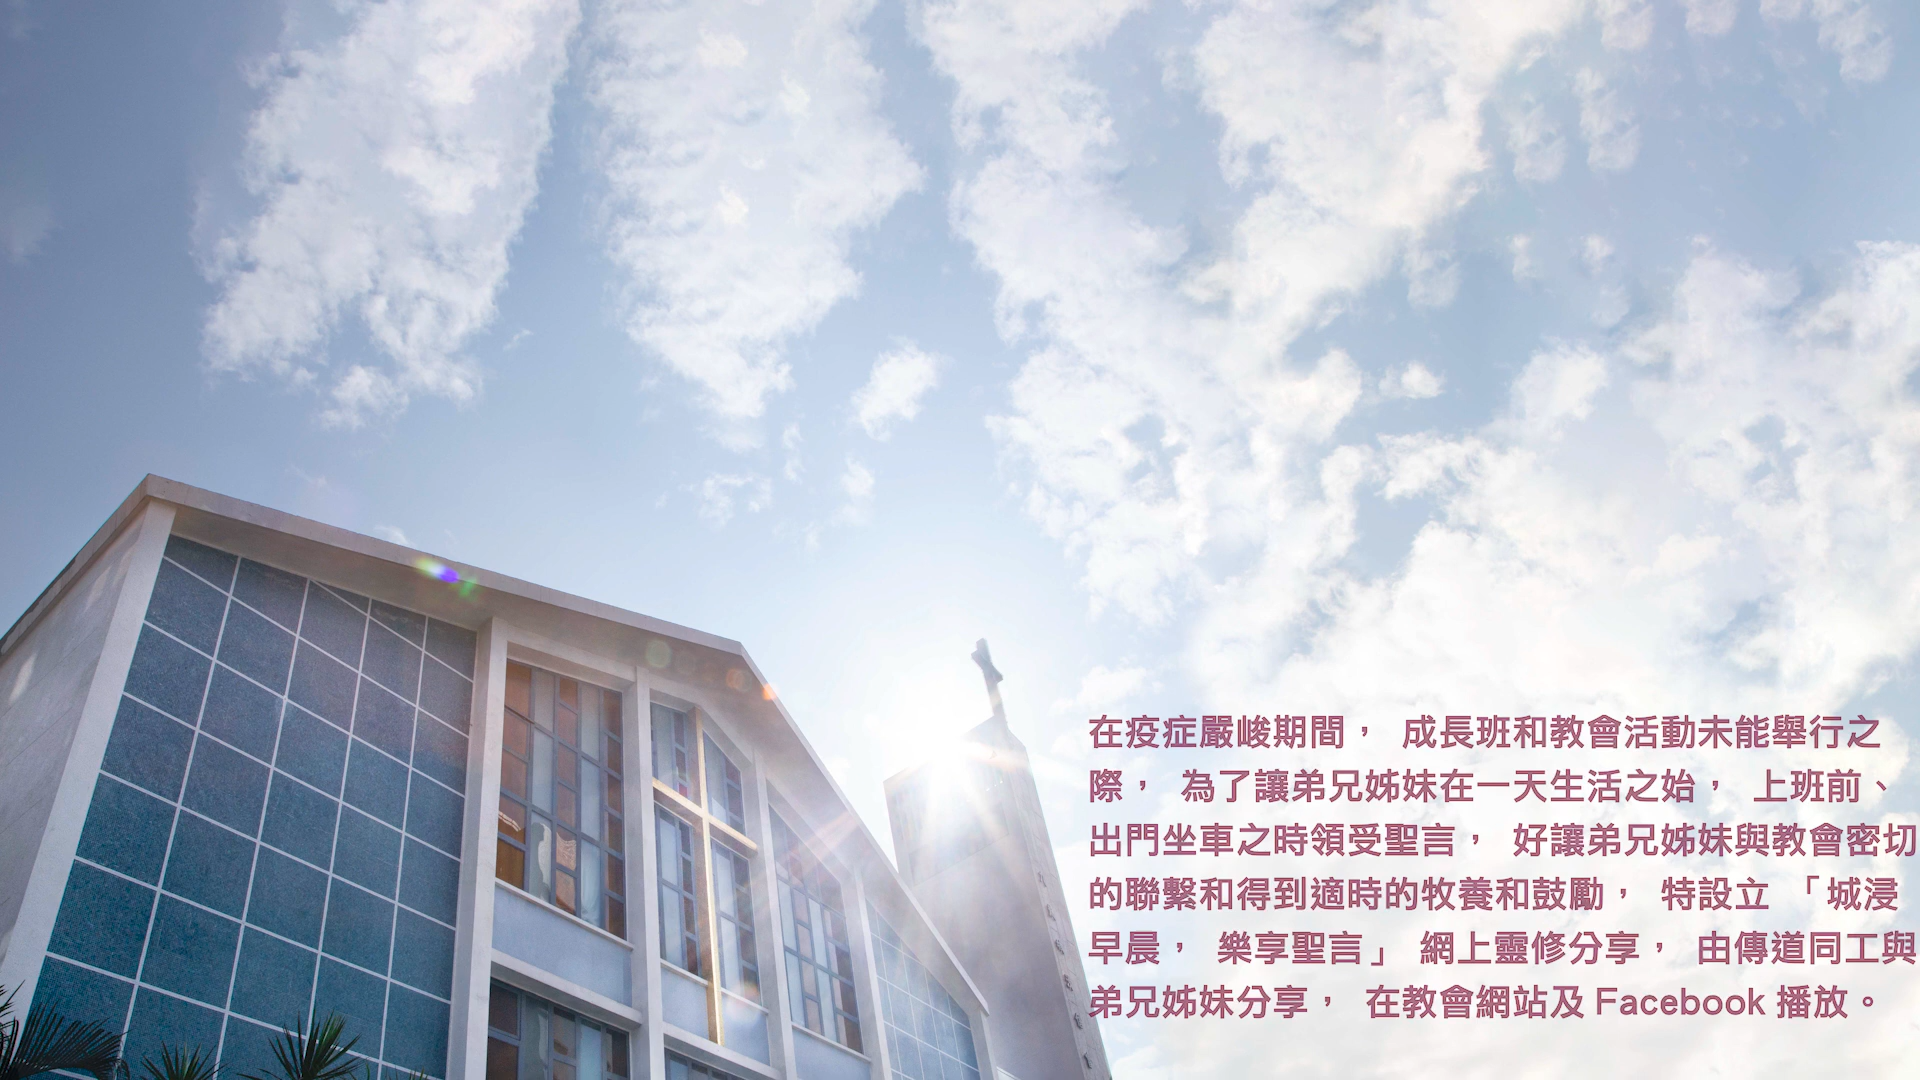 在疫症嚴峻期間， 成長班和教會活動未能舉行之
際， 為了讓弟兄姊妹在一天生活之始， 上班前、
出門坐車之時領受聖言， 好讓弟兄姊妹與教會密切
的聯繫和得到適時的牧養和鼓勵， 特設立 「城浸
早晨， 樂享聖言」 網上靈修分享， 由傳道同工與
弟兄姊妹分享， 在教會網站及 Facebook 播放。